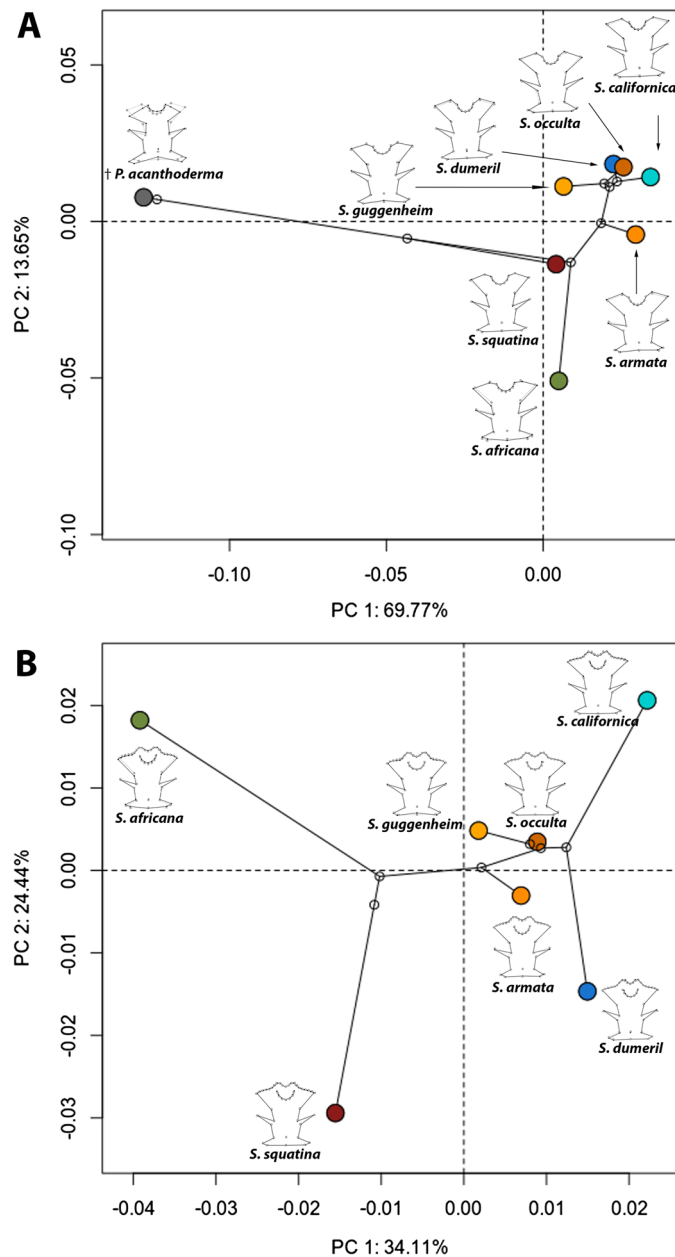 A
0.05
0.00
-0.05
-0.10
PC 2: 13.65%
S. californica
S. occulta
S. dumeril
† P. acanthoderma
S. guggenheim
S. squatina
S. armata
S. africana
-0.10
-0.05
0.00
PC 1: 69.77%
B
0.02
0.01
0.00
-0.01
-0.02
-0.03
PC 2: 24.44%
S. californica
S. africana
S. guggenheim
S. occulta
S. armata
S. dumeril
S. squatina
-0.04
-0.03
-0.02
-0.01
0.00
0.01
0.02
PC 1: 34.11%